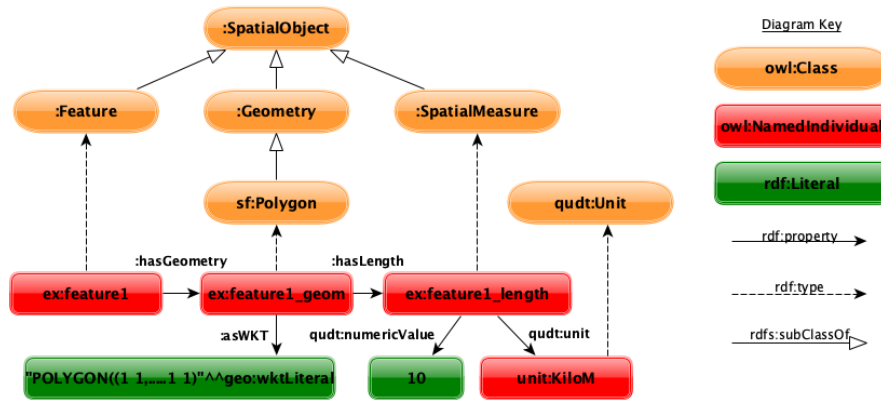 :SpatialObject
Diagram Key
owl:Class
:Feature
:Geometry
:SpatialMeasure
owl:NamedIndividual
rdf:Literal
sf:Polygon
qudt:Unit
rdf:property
:hasGeometry
:hasLength
ex:feature1
ex:feature1_geom
ex:feature1_length
rdf:type
:asWKT
qudt:numericValue
qudt:unit
rdfs:subClassOf
"POLYGON((1 1,.....1 1)"^^geo:wktLiteral
10
unit:KiloM